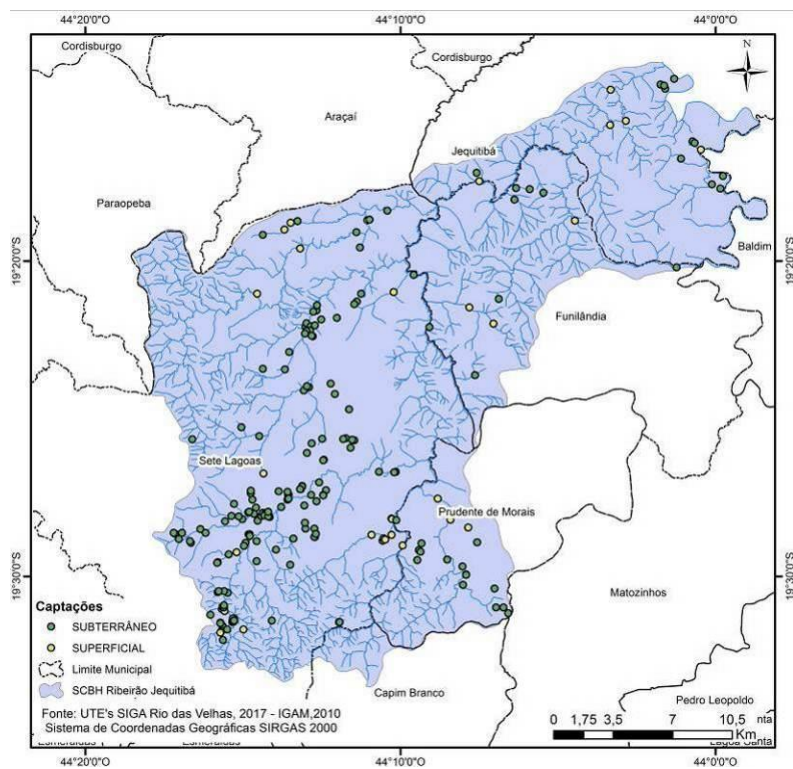 44°20'0"O
44°10'0"O
44°0'0"O
Cordisburgo
Cordisburgo
N
Araçaí
Jequitibá
Paraopeba
19°20'0"S
19°20'0"S
Baldim
Funilândia
Sete Lagoas
Prudente de Morais
19°30'0"S
19°30'0"S
Matozinhos
Captações
SUBTERRÂNEO
SUPERFICIAL
Limite Municipal
SCBH Ribeirão Jequitibá
Capim Branco
Pedro Leopoldo
Fonte: UTE's SIGA Rio das Velhas, 2017 - IGAM,2010
Sistema de Coordenadas Geográficas SIRGAS 2000
0 1,75 3,5 7 10,5
Km
nta
Lagoa Santa
44°20'0"O
44°10'0"O
44°0'0"O